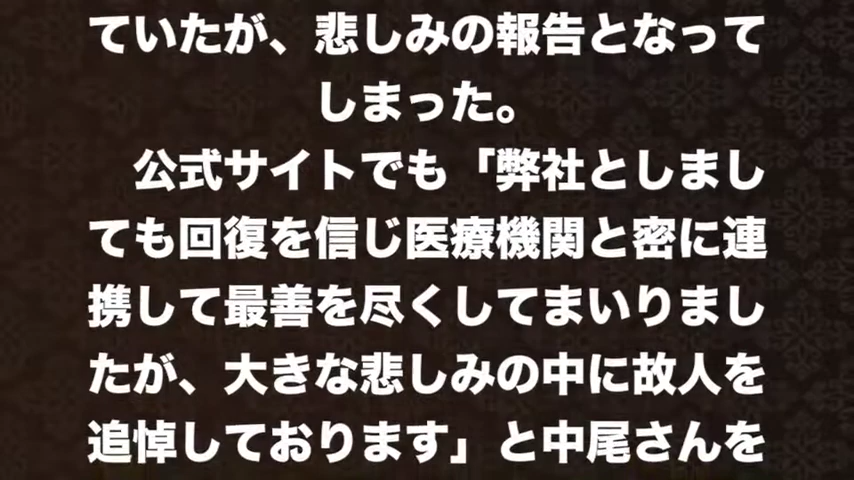 ていたが、悲しみの報告となって
しまった。
　公式サイトでも「弊社としまし
ても回復を信じ医療機関と密に連
携して最善を尽くしてまいりまし
たが、大きな悲しみの中に故人を
追悼しております」と中尾さんを